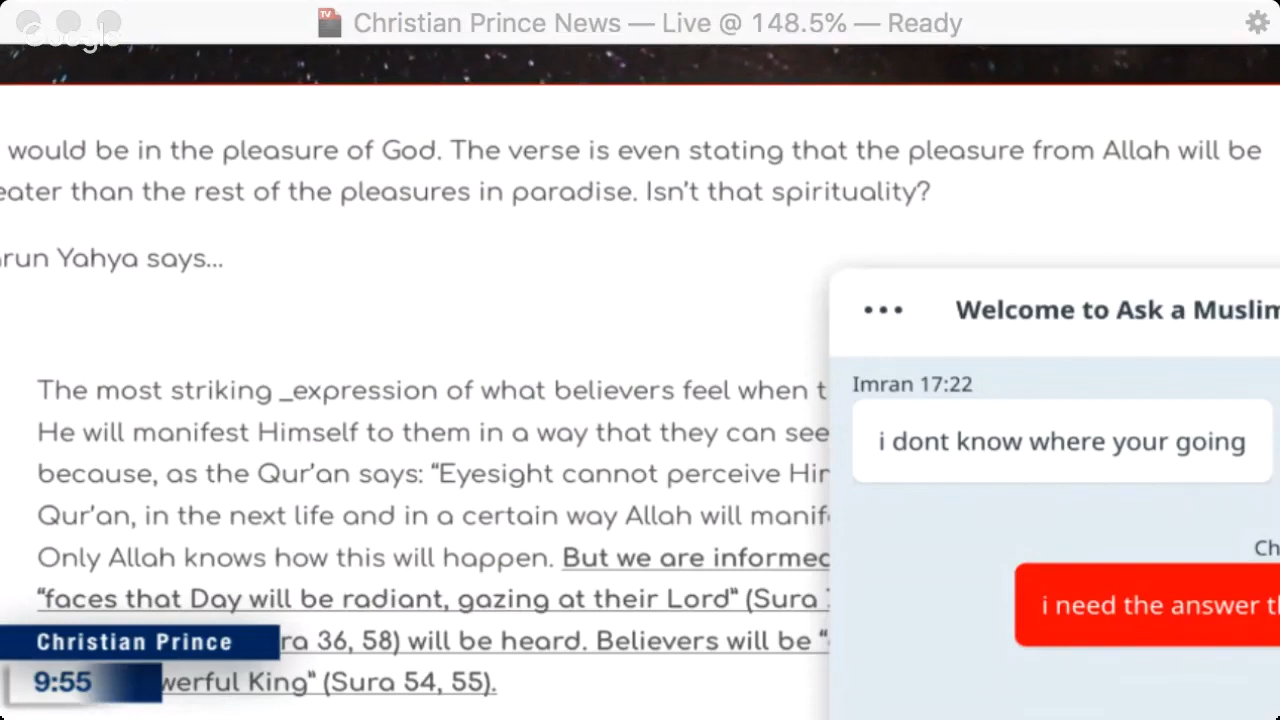 Christian Prince News — Live @ 148.5% — Ready
Google
would be in the pleasure of God. The verse is even stating that the pleasure from Allah will be
eater than the rest of the pleasures in paradise. Isn't that spirituality?
arun Yahya says...
The most striking _expression of what believers feel when t
He will manifest Himself to them in a way that they can see
because, as the Qur'an says: “Eyesight cannot perceive Hi
Qur'an, in the next life and in a certain way Allah will manif
Only Allah knows how this will happen. But we are informed
“faces that Day will be radiant, gazing at their Lord” (Sura
ra 36, 58) will be heard. Believers will be “
werful King” (Sura 54, 55).
Welcome to Ask a Muslim
Imran 17:22
i dont know where your going
Ch
i need the answer th
Christian Prince
9:55